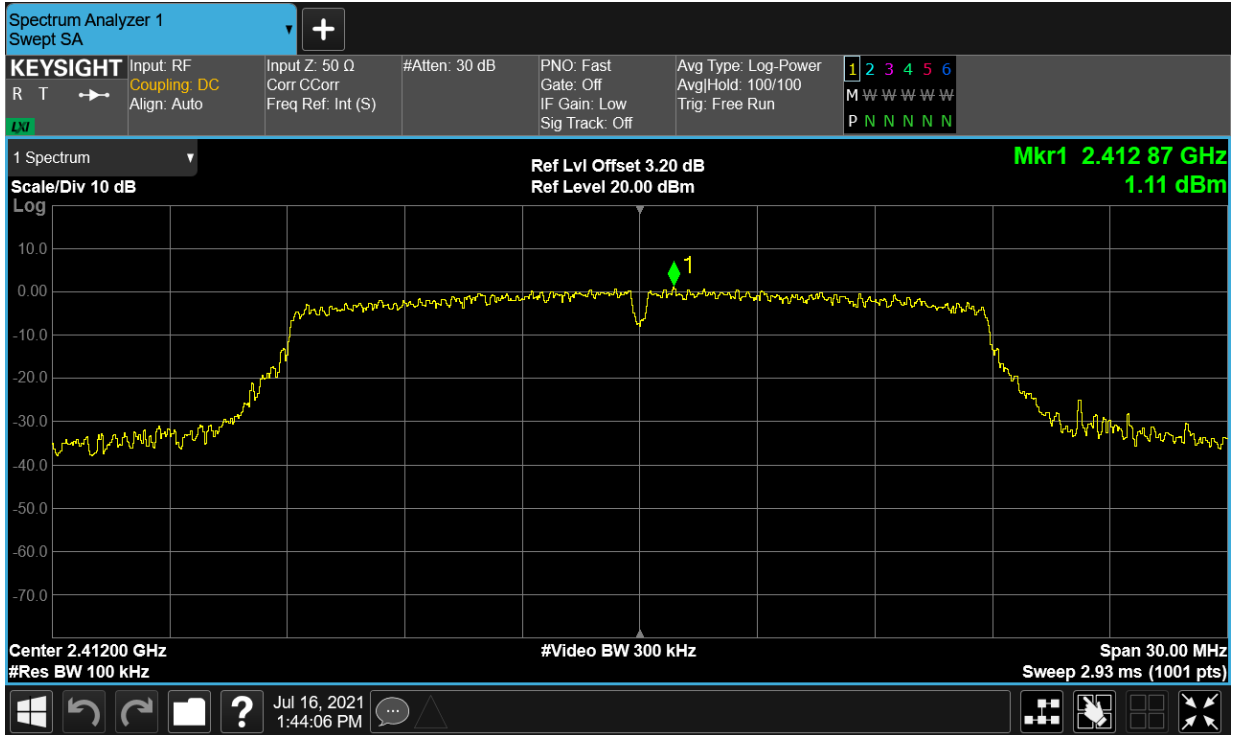 Spectrum Analyzer 1
Swept SA
▼
+
KEYSIGHT
R T
LXI
Input: RF
Coupling: DC
Align: Auto
Input Z: 50 Ω
Corr CCorr
Freq Ref: Int (S)
#Atten: 30 dB
PNO: Fast
Gate: Off
IF Gain: Low
Sig Track: Off
Avg Type: Log-Power
Avg|Hold: 100/100
Trig: Free Run
1 2 3 4 5 6
M W W W W W
P N N N N N
1 Spectrum ▼
Scale/Div 10 dB
Log
Ref Lvl Offset 3.20 dB
Ref Level 20.00 dBm
Mkr1 2.412 87 GHz
1.11 dBm
1
10.0
0.00
-10.0
-20.0
-30.0
-40.0
-50.0
-60.0
-70.0
Center 2.41200 GHz
#Res BW 100 kHz
#Video BW 300 kHz
Span 30.00 MHz
Sweep 2.93 ms (1001 pts)
?
Jul 16, 2021
1:44:06 PM